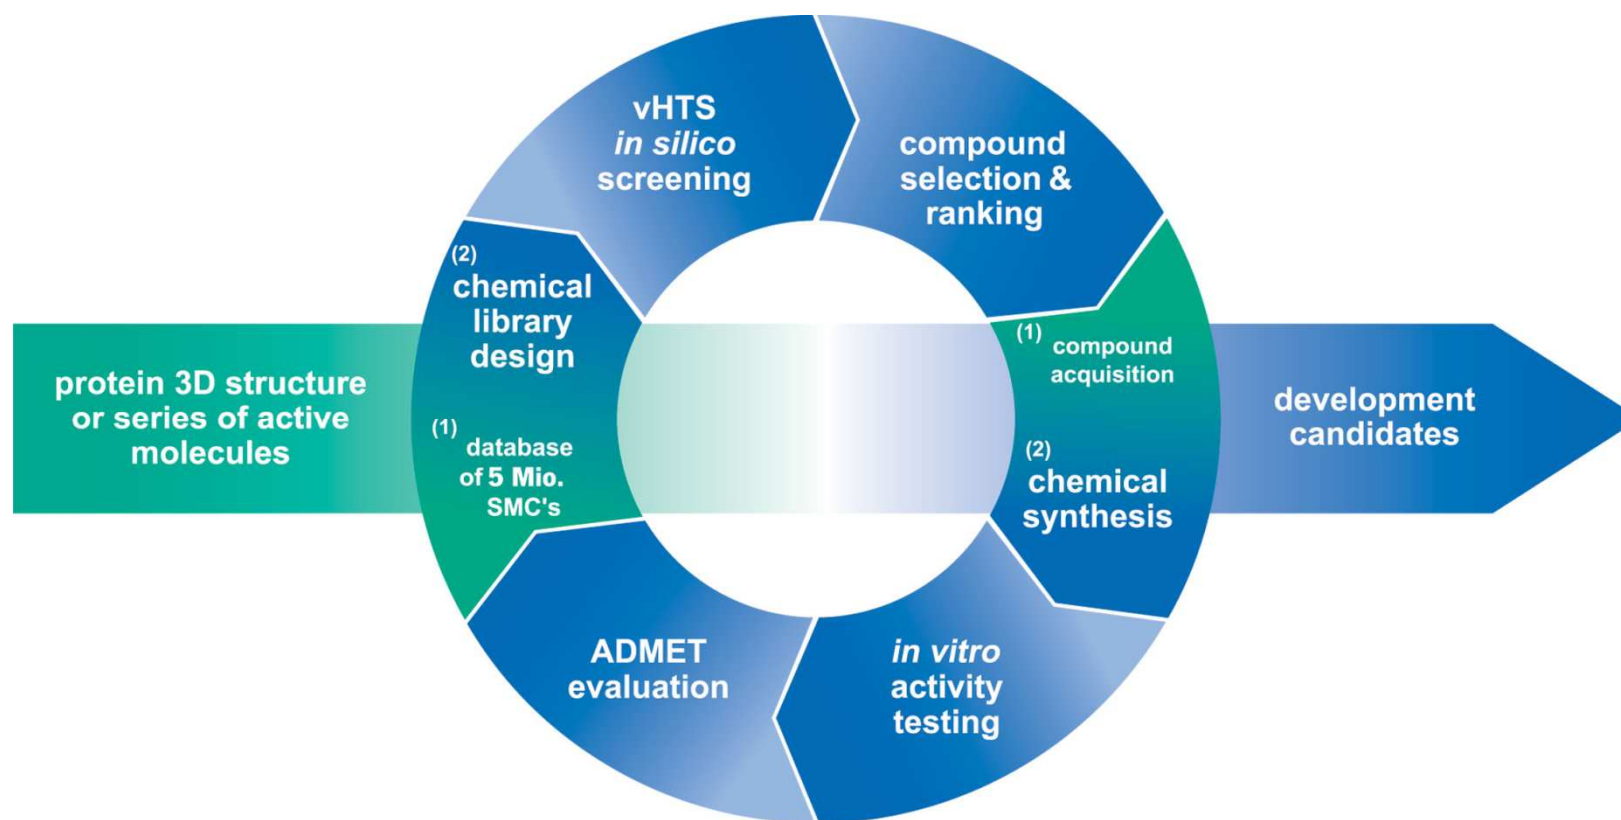 protein 3D structure
or series of active
molecules
(2)
chemical
library
design
(1)
database
of 5 Mio.
SMC's
vHTS
in silico
screening
compound
selection &
ranking
(1)
compound
acquisition
(2)
chemical
synthesis
in vitro
activity
testing
ADMET
evaluation
development
candidates